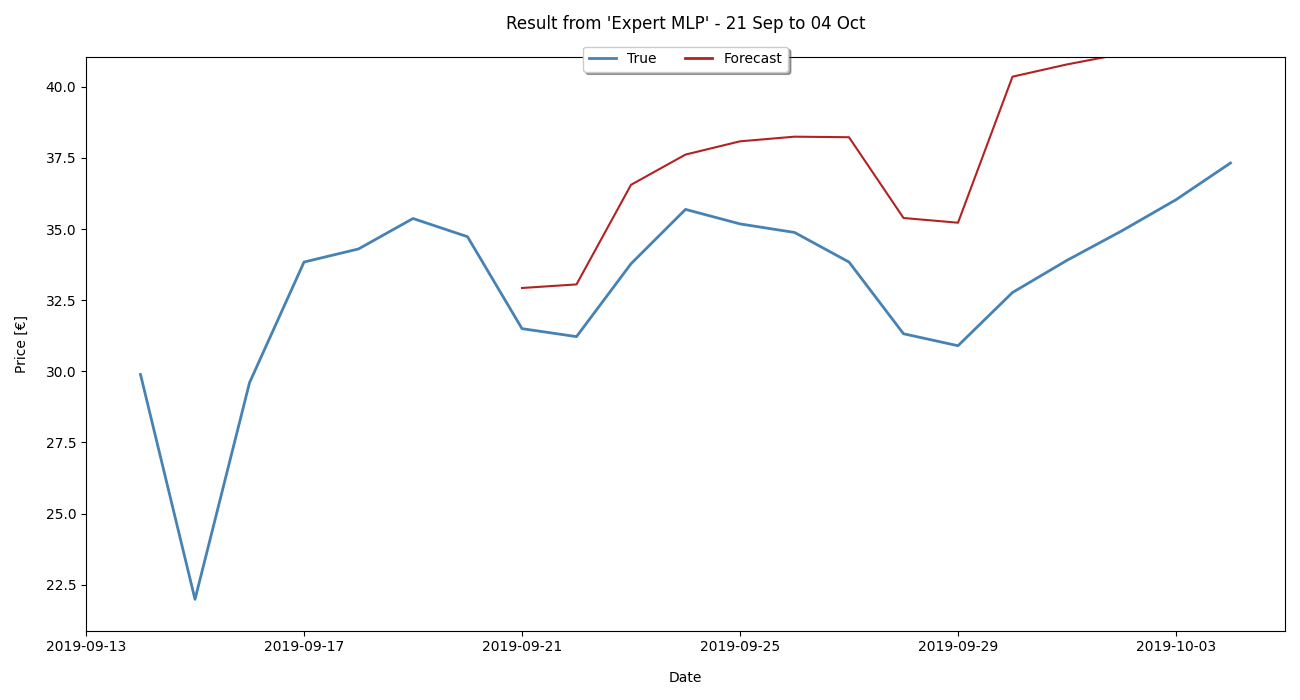 Result from 'Expert MLP' - 21 Sep to 04 Oct
True Forecast
40.0
37.5
35.0
32.5
30.0
27.5
25.0
22.5
Price [€]
2019-09-13 2019-09-17 2019-09-21 2019-09-25 2019-09-29 2019-10-03
Date